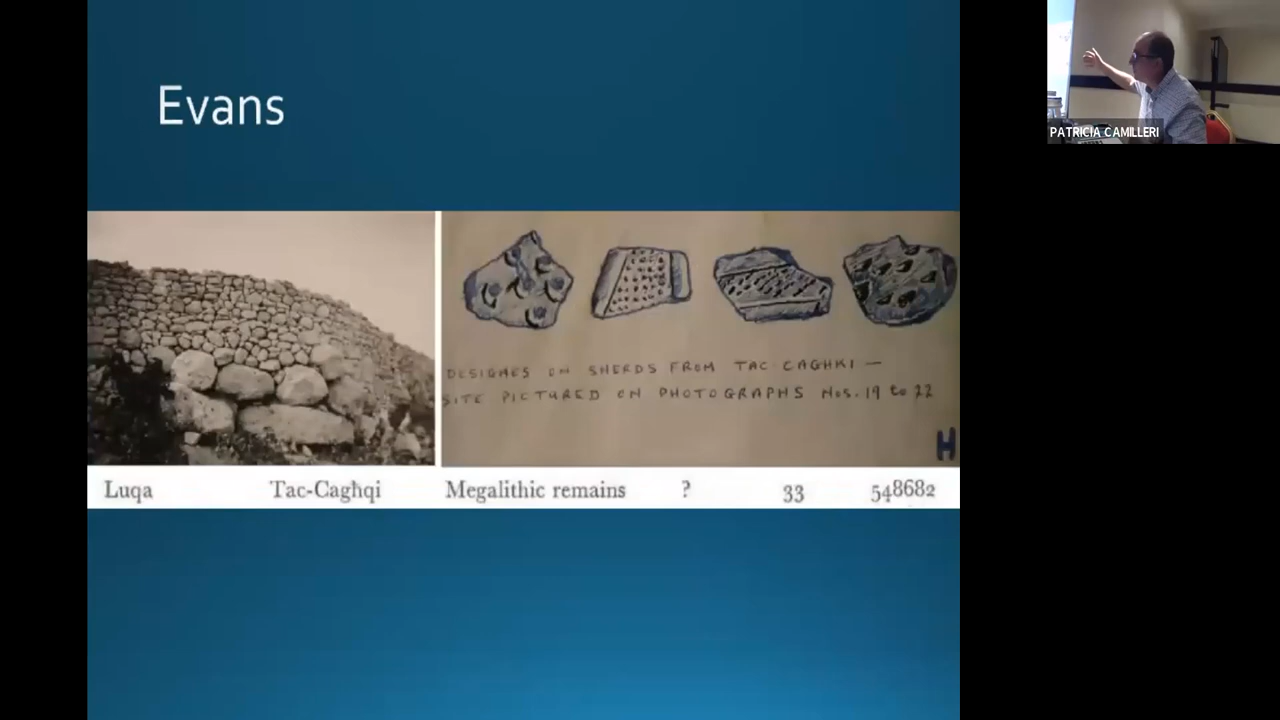 Evans
PATRICIA CAMILLERI
DESIGNES ON SHERDS FROM TAC-CAGHKI —
SITE PICTURED ON PHOTOGRAPHS Nos. 19 to 22
H
Luqa Tac-Cagħqi Megalithic remains ? 33 548682